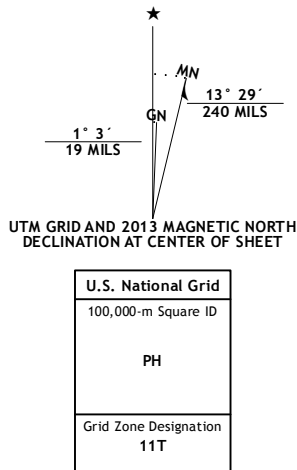 ★
MN
GN
13° 29´
240 MILS
1° 3´
19 MILS
UTM GRID AND 2013 MAGNETIC NORTH
DECLINATION AT CENTER OF SHEET
U.S. National Grid
100,000-m Square ID
PH
Grid Zone Designation
11T